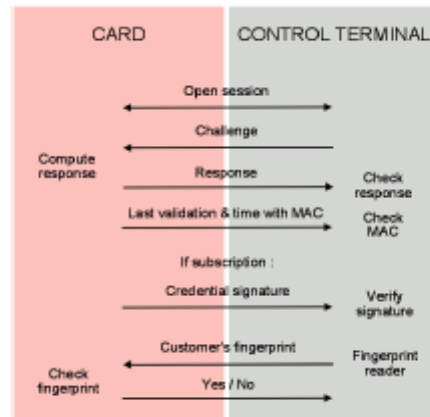 CARD
CONTROL TERMINAL
Open session
Challenge
Compute
response
Response
Check
response
Last validation & time with MAC
Check
MAC
If subscription :
Credential signature
Verify
signature
Customer's fingerprint
Fingerprint
reader
Check
fingerprint
Yes / No